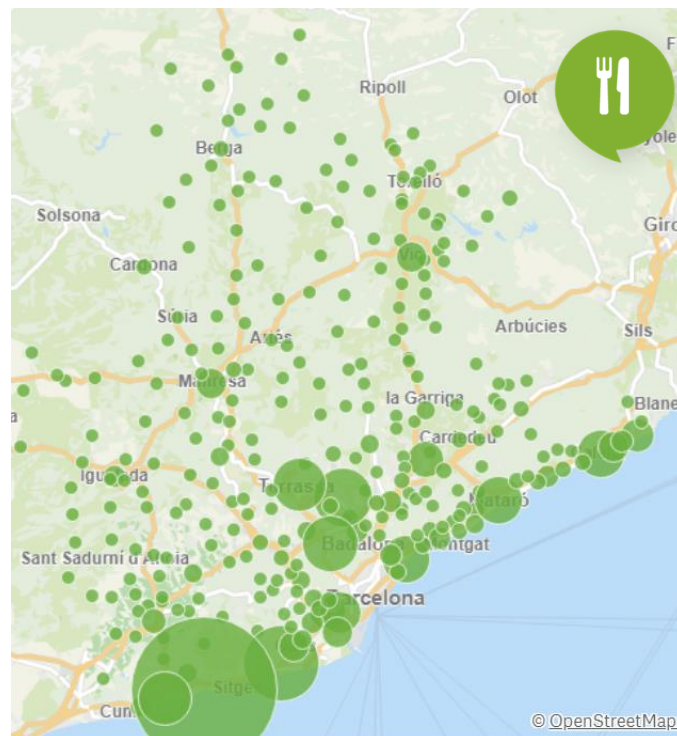 Ripoll
Olot
Berga
Torelló
Solsona
Giro
Cardona
Vic
Súria
Artés
Arbúcies
Sils
Manresa
la Garriga
Blane
Cardedeu
Igualada
Terrassa
Mataró
Sant Sadurní d'Anoia
Badalona
Montgat
Barcelona
Sitges
Cun
© OpenStreetMap